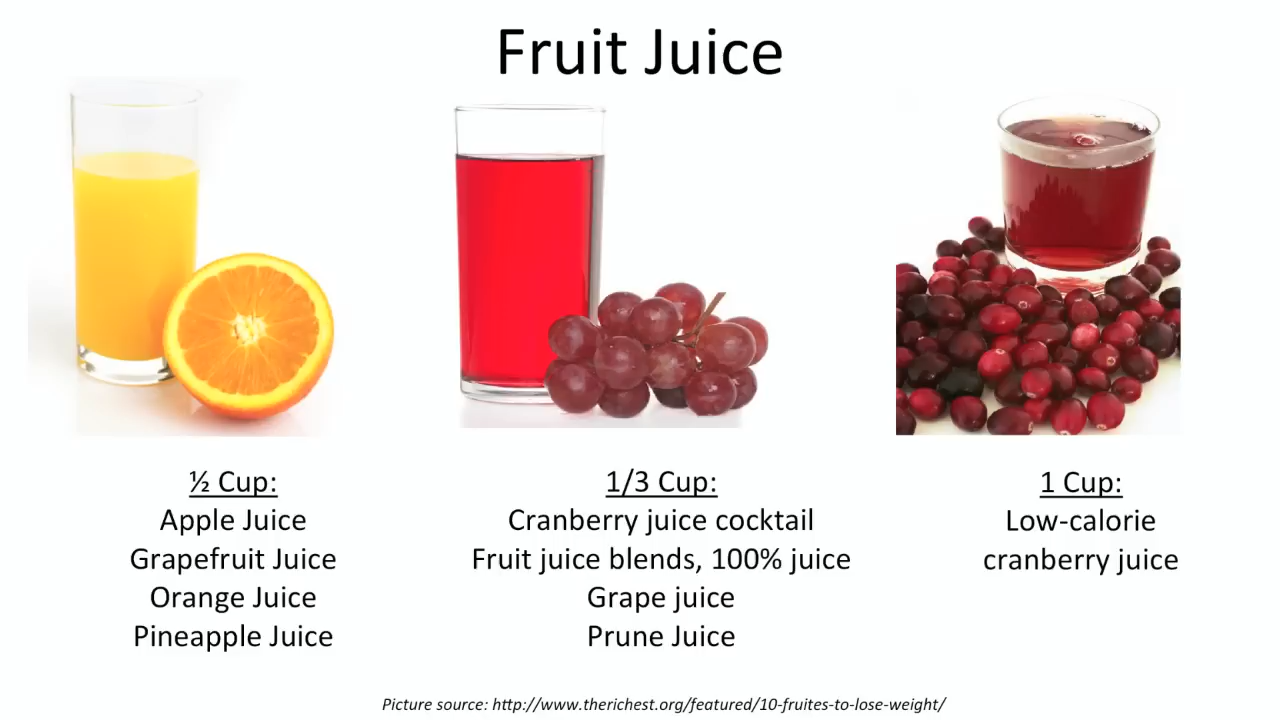 Fruit Juice
½ Cup:
Apple Juice
Grapefruit Juice
Orange Juice
Pineapple Juice
1/3 Cup:
Cranberry juice cocktail
Fruit juice blends, 100% juice
Grape juice
Prune Juice
1 Cup:
Low-calorie
cranberry juice
Picture source: http://www.therichest.org/featured/10-fruites-to-lose-weight/